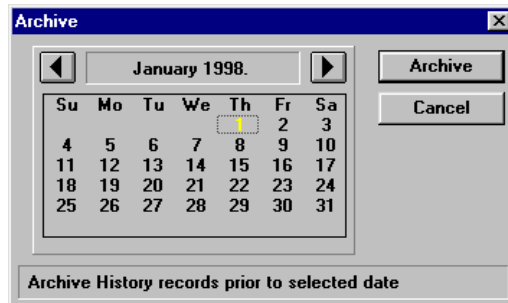 Archive
January 1998.
Archive
Cancel
Su Mo Tu We Th Fr Sa
1 2 3
4 5 6 7 8 9 10
11 12 13 14 15 16 17
18 19 20 21 22 23 24
25 26 27 28 29 30 31
Archive History records prior to selected date